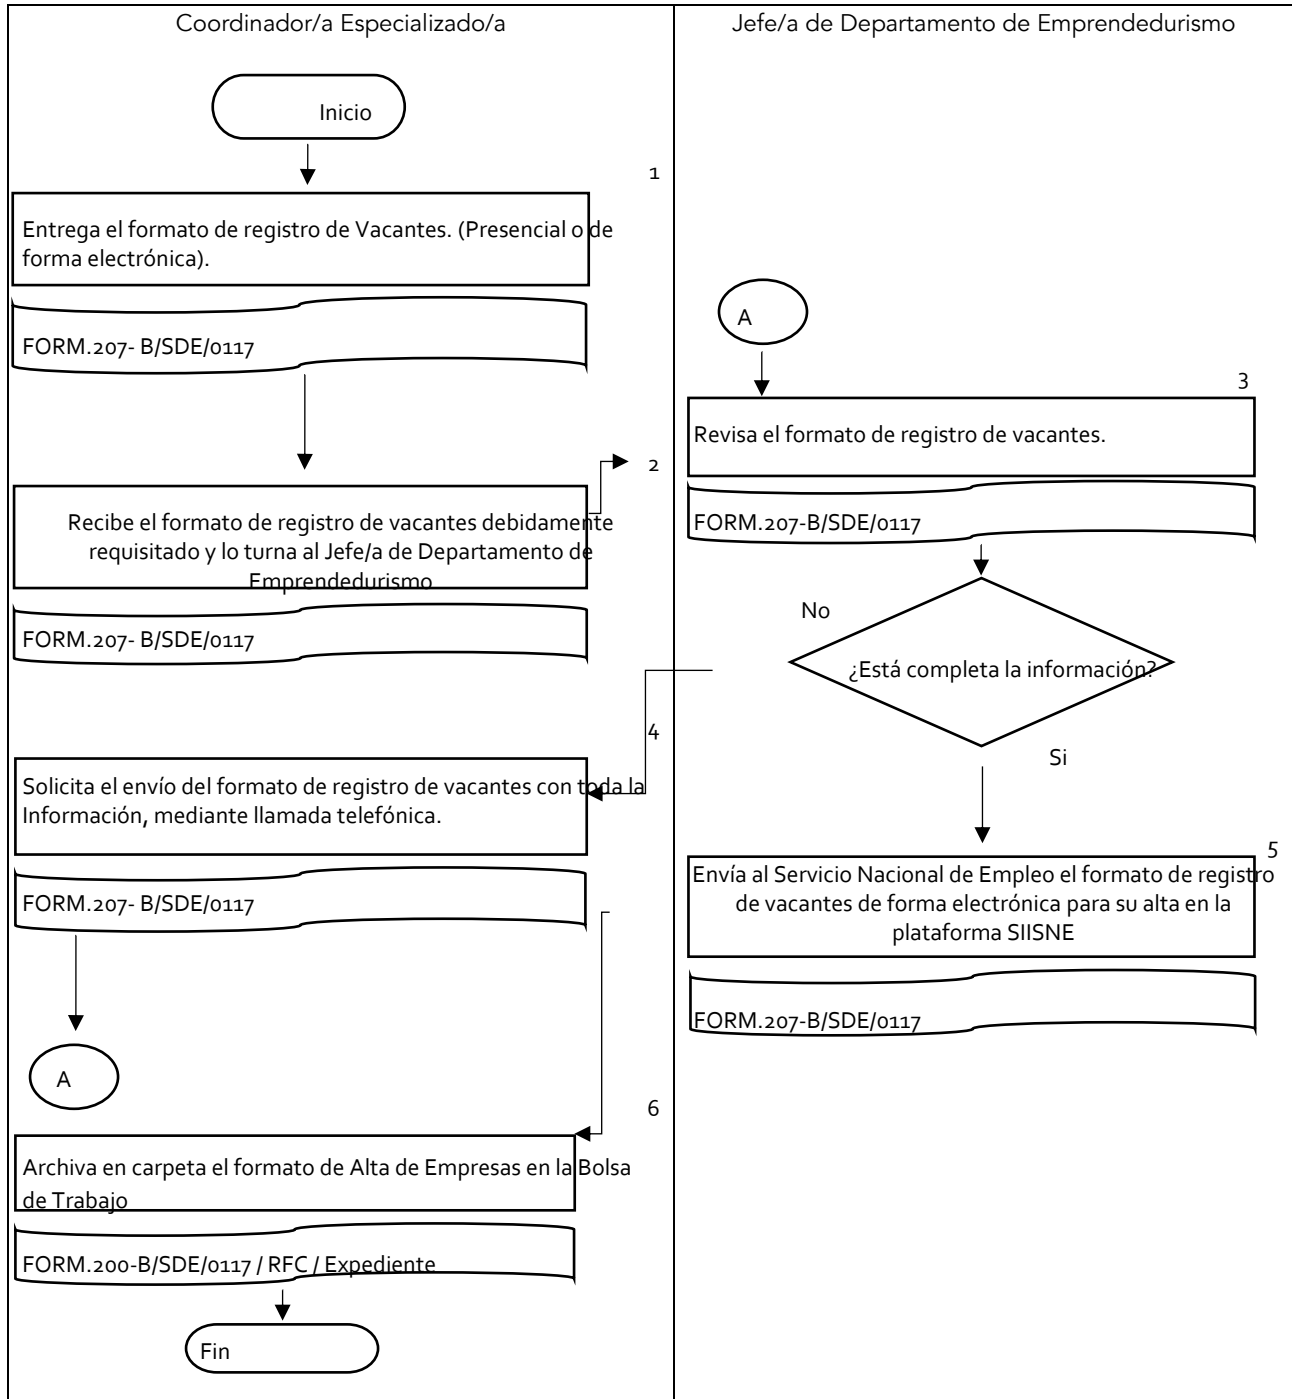 Coordinador/a Especializado/a
Jefe/a de Departamento de Emprendedurismo
Inicio
1
Entrega el formato de registro de Vacantes. (Presencial o de
forma electrónica).
FORM.207- B/SDE/0117
2
Recibe el formato de registro de vacantes debidamente
requisitado y lo turna al Jefe/a de Departamento de
Emprendedurismo
FORM.207- B/SDE/0117
A
3
Revisa el formato de registro de vacantes.
FORM.207-B/SDE/0117
No
¿Está completa la información?
Si
4
Solicita el envío del formato de registro de vacantes con toda la
Información, mediante llamada telefónica.
FORM.207- B/SDE/0117
A
5
Envía al Servicio Nacional de Empleo el formato de registro
de vacantes de forma electrónica para su alta en la
plataforma SIISNE
FORM.207-B/SDE/0117
6
Archiva en carpeta el formato de Alta de Empresas en la Bolsa
de Trabajo
FORM.200-B/SDE/0117 / RFC / Expediente
Fin